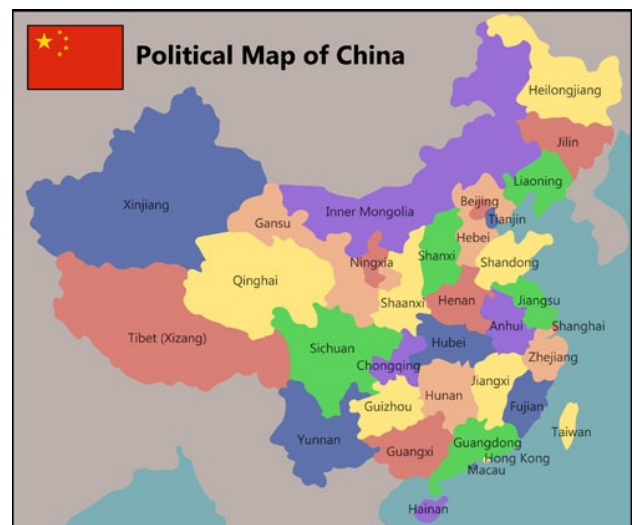 Political Map of China
Heilongjiang
Jilin
Liaoning
Inner Mongolia
Beijing
Tianjin
Hebei
Xinjiang
Gansu
Ningxia
Shanxi
Shandong
Qinghai
Shaanxi
Henan
Jiangsu
Anhui
Shanghai
Tibet (Xizang)
Sichuan
Chongqing
Hubei
Zhejiang
Guizhou
Hunan
Jiangxi
Fujian
Yunnan
Guangxi
Guangdong
Taiwan
Hong Kong
Macau
Hainan